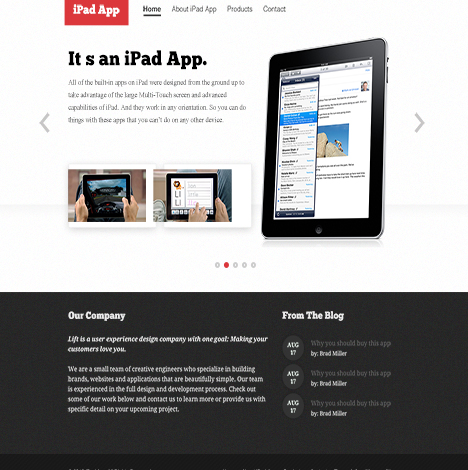 iPad App
Home About iPad App Products Contact
It s an iPad App.
All of the built-in apps on iPad were designed from the ground up to
take advantage of the large Multi-Touch screen and advanced
capabilities of iPad. And they work in any orientation. So you can do
things with these apps that you can't do on any other device.
Our Company
Lift is a user experience design company with one goal: Making your
customers love you.
We are a small team of creative engineers who specialize in building
brands, websites and applications that are beautifully simple. Our team
is experienced in the full design and development process. Check out
some of our work below and contact us to learn more or provide us with
specific detail on your upcoming project.
From The Blog
AUG
17
Why you should buy this app
by: Brad Miller
AUG
17
Why you should buy this app
by: Brad Miller
AUG
17
Why you should buy this app
by: Brad Miller